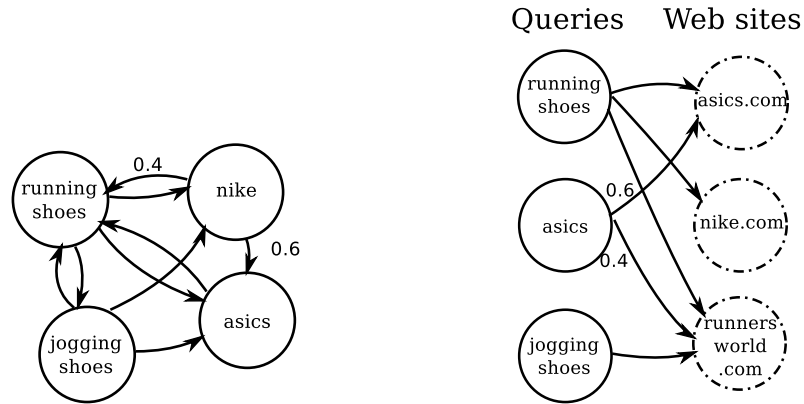 Queries Web sites
running
shoes
asics.com
0.4
running
shoes
nike
0.6
asics
nike.com
0.6
0.4
asics
jogging
shoes
jogging
shoes
runners
world
.com